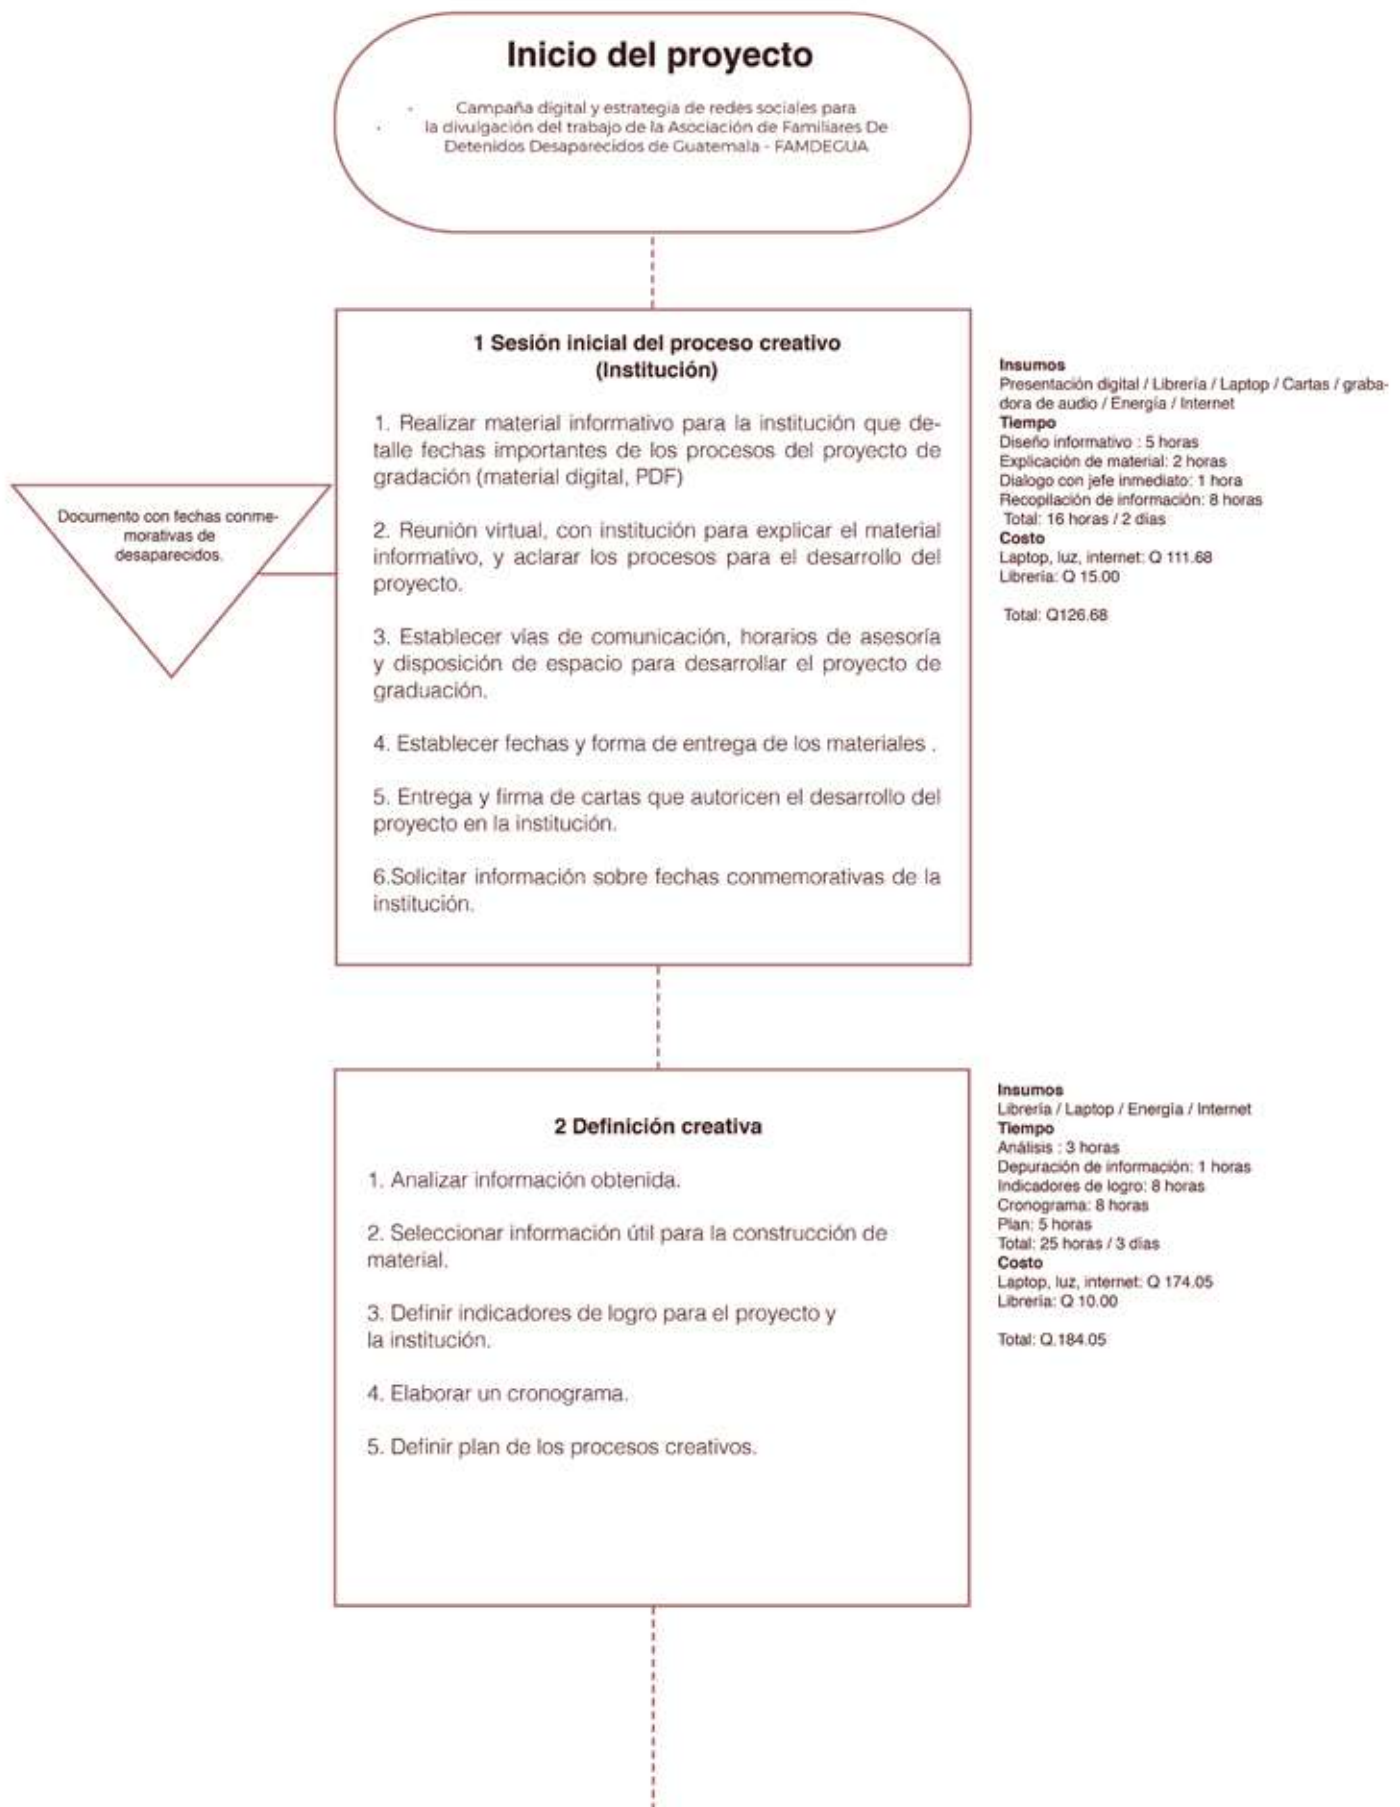 Inicio del proyecto
Campaña digital y estrategia de redes sociales para
la divulgación del trabajo de la Asociación de Familiares De
Detenidos Desaparecidos de Guatemala - FAMDEGUA
1 Sesión inicial del proceso creativo
(Institución)
1. Realizar material informativo para la institución que de-
talle fechas importantes de los procesos del proyecto de
gradación (material digital, PDF)
2. Reunión virtual, con institución para explicar el material
informativo, y aclarar los procesos para el desarrollo del
proyecto.
3. Establecer vías de comunicación, horarios de asesoría
y disposición de espacio para desarrollar el proyecto de
graduación.
4. Establecer fechas y forma de entrega de los materiales .
5. Entrega y firma de cartas que autoricen el desarrollo del
proyecto en la institución.
6.Solicitar información sobre fechas conmemorativas de la
institución.
Documento con fechas conme-
morativas de
desaparecidos.
Insumos
Presentación digital / Librería / Laptop / Cartas / graba-
dora de audio / Energía / Internet
Tiempo
Diseño informativo : 5 horas
Explicación de material: 2 horas
Dialogo con jefe inmediato: 1 hora
Recopilación de información: 8 horas
Total: 16 horas / 2 días
Costo
Laptop, luz, internet: Q 111.68
Librería: Q 15.00
Total: Q126.68
2 Definición creativa
1. Analizar información obtenida.
2. Seleccionar información útil para la construcción de
material.
3. Definir indicadores de logro para el proyecto y
la institución.
4. Elaborar un cronograma.
5. Definir plan de los procesos creativos.
Insumos
Librería / Laptop / Energía / Internet
Tiempo
Análisis : 3 horas
Depuración de información: 1 horas
Indicadores de logro: 8 horas
Cronograma: 8 horas
Plan: 5 horas
Total: 25 horas / 3 días
Costo
Laptop, luz, internet: Q 174.05
Librería: Q 10.00
Total: Q.184.05